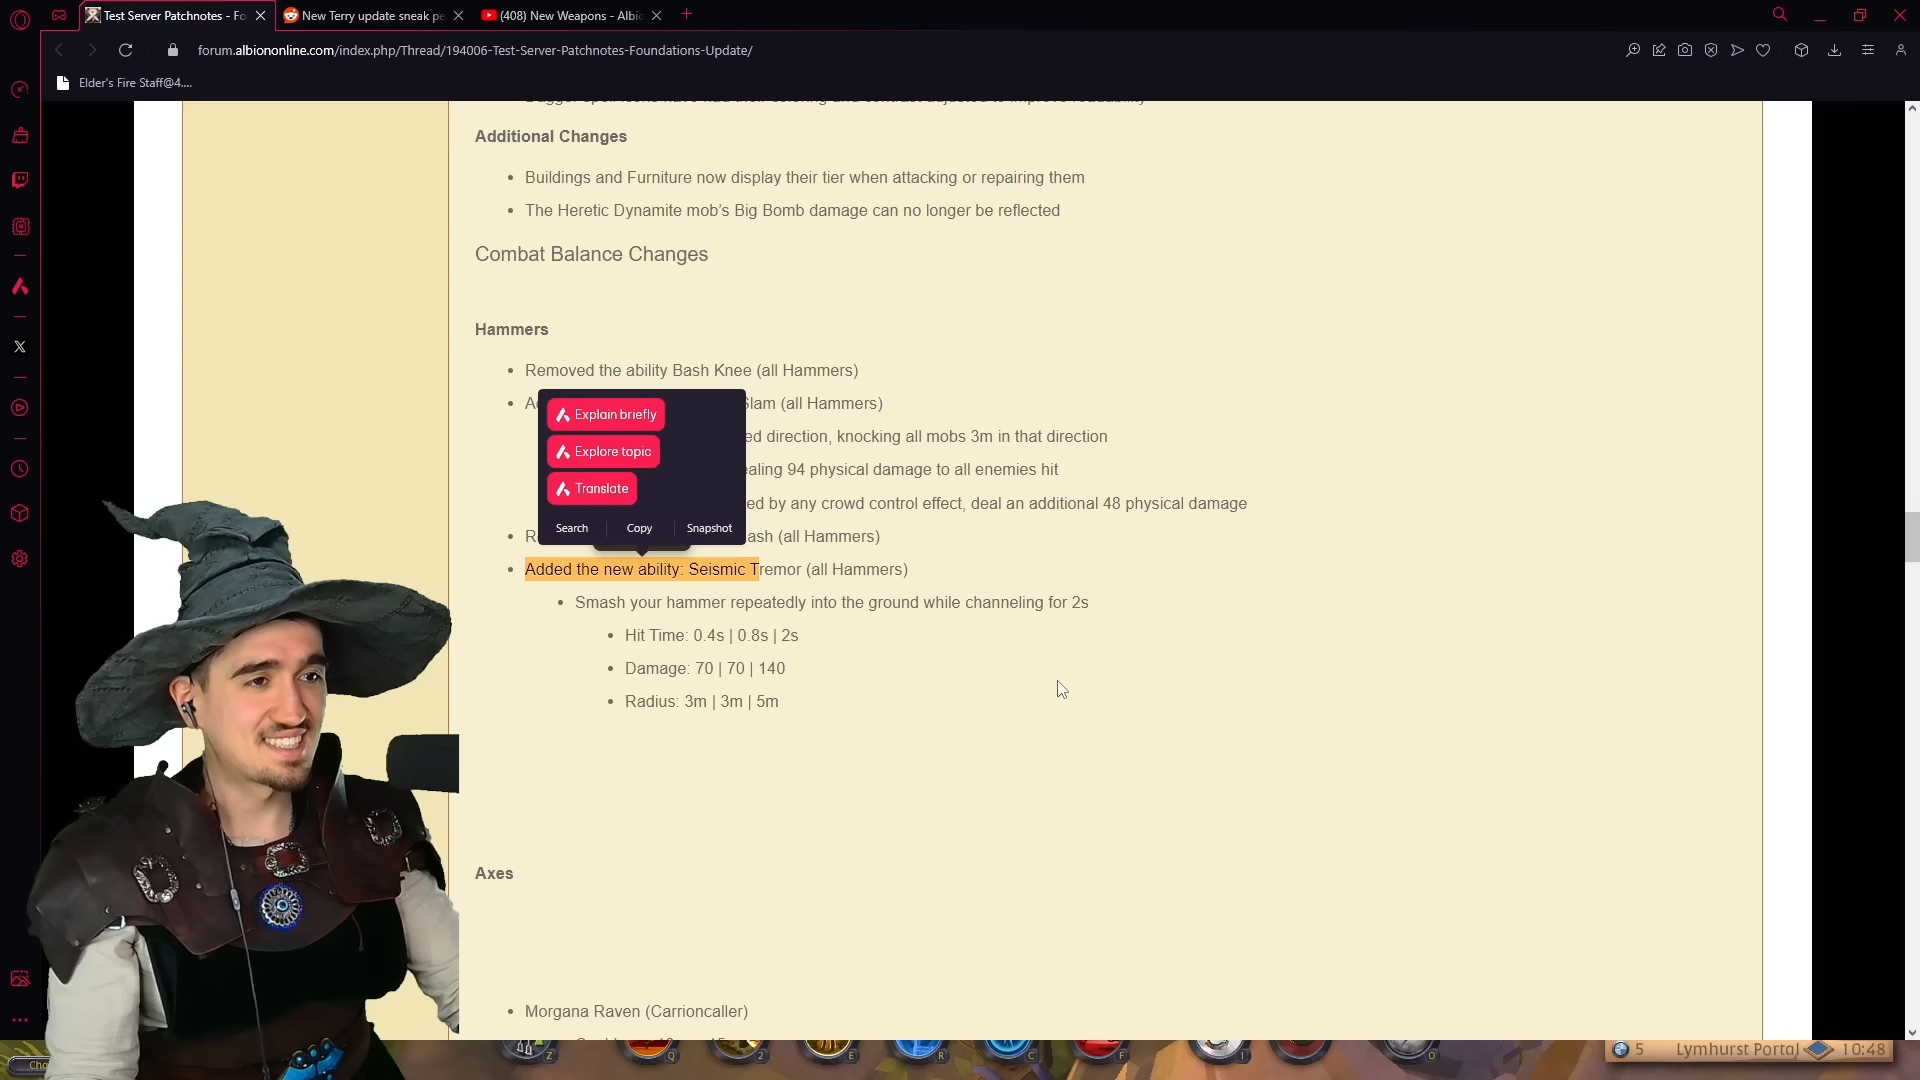 Test Server Patchnotes - Fo
New Terry update sneak pe
(408) New Weapons - Albio
forum.albiononline.com/index.php/Thread/194006-Test-Server-Patchnotes-Foundations-Update/
Elder's Fire Staff@4....
Additional Changes
Buildings and Furniture now display their tier when attacking or repairing them
The Heretic Dynamite mob's Big Bomb damage can no longer be reflected
Combat Balance Changes
Hammers
Removed the ability Bash Knee (all Hammers)
Slam (all Hammers)
ed direction, knocking all mobs 3m in that direction
ealing 94 physical damage to all enemies hit
ed by any crowd control effect, deal an additional 48 physical damage
ash (all Hammers)
Explain briefly
Explore topic
Translate
Search
Copy
Snapshot
Added the new ability: Seismic Tremor (all Hammers)
Smash your hammer repeatedly into the ground while channeling for 2s
Hit Time: 0.4s | 0.8s | 2s
Damage: 70 | 70 | 140
Radius: 3m | 3m | 5m
Axes
Morgana Raven (Carrioncaller)
Z Q 2 E R C F 1 O
5 Lymhurst Portal 10:48